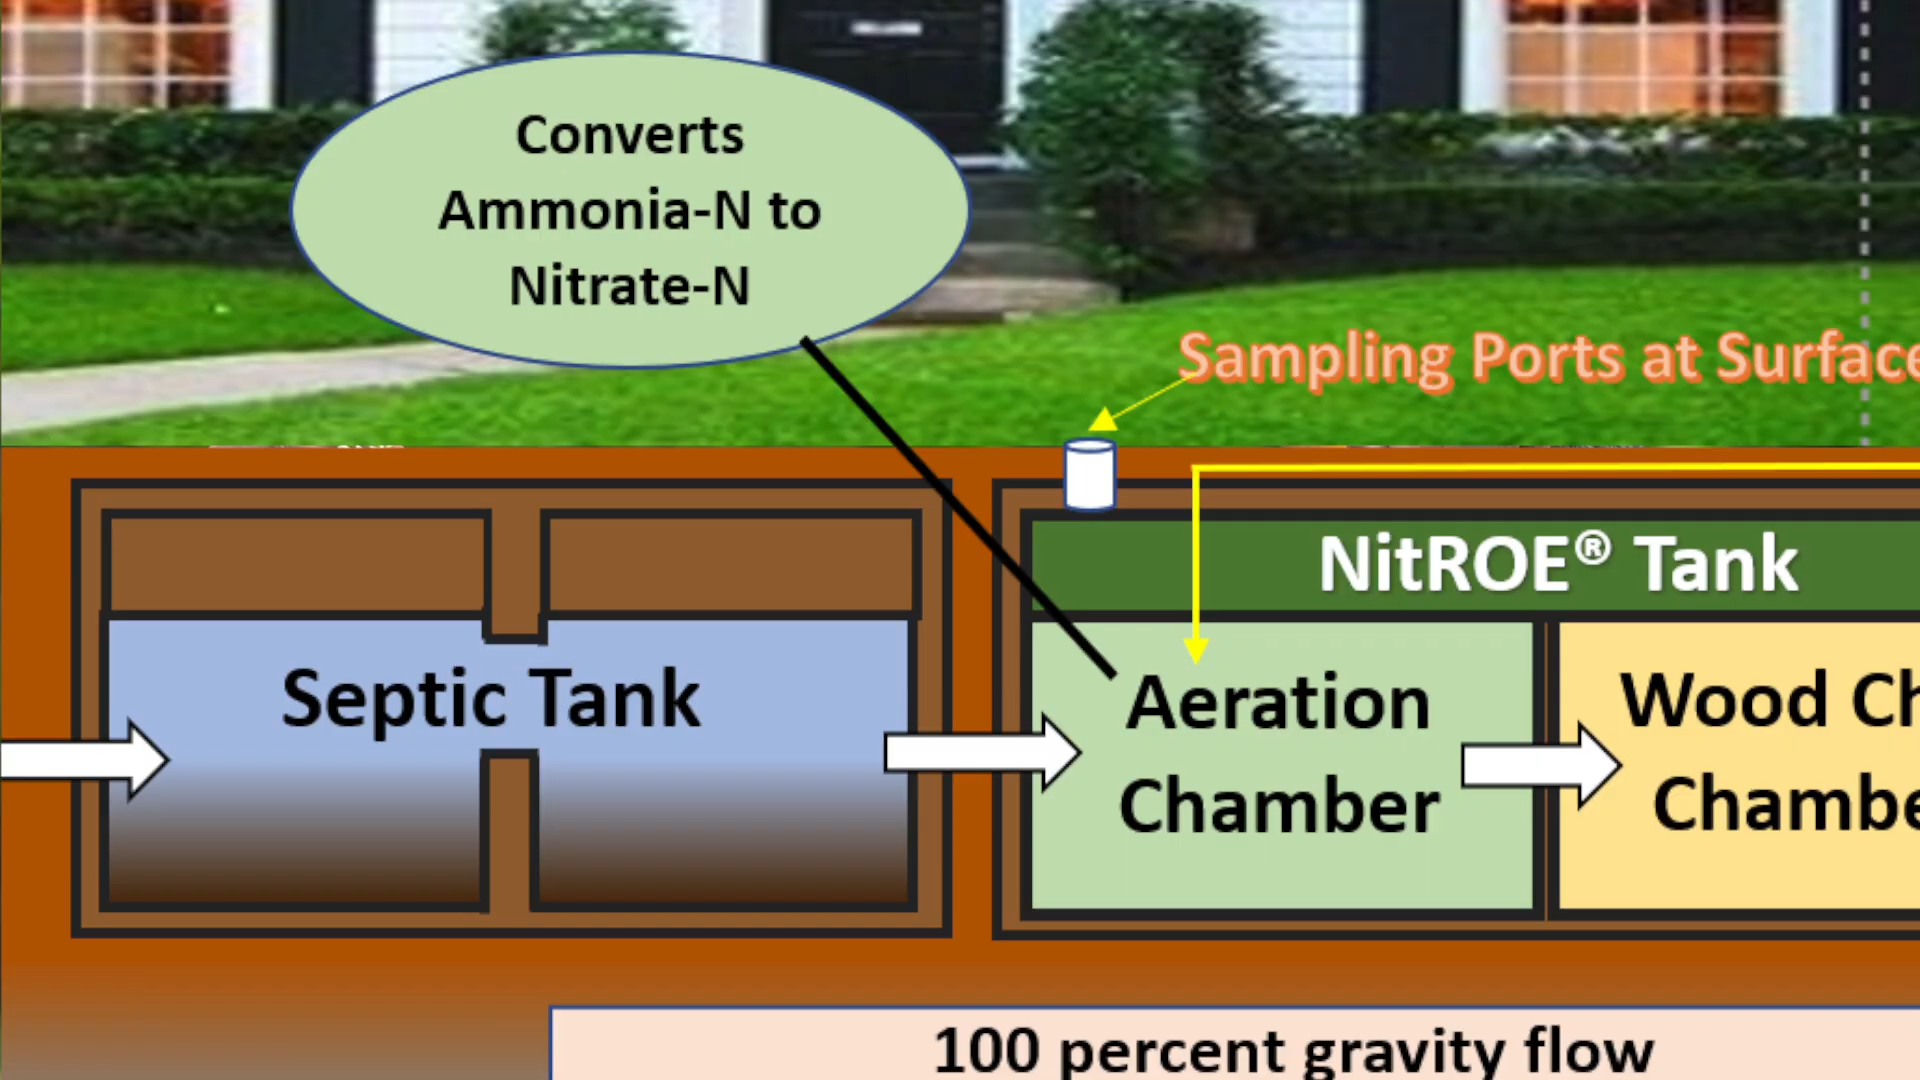 Converts
Ammonia-N to
Nitrate-N
Sampling Ports at Surface
NitROE® Tank
Septic Tank
Aeration
Chamber
Wood Ch
Chambe
100 percent gravity flow